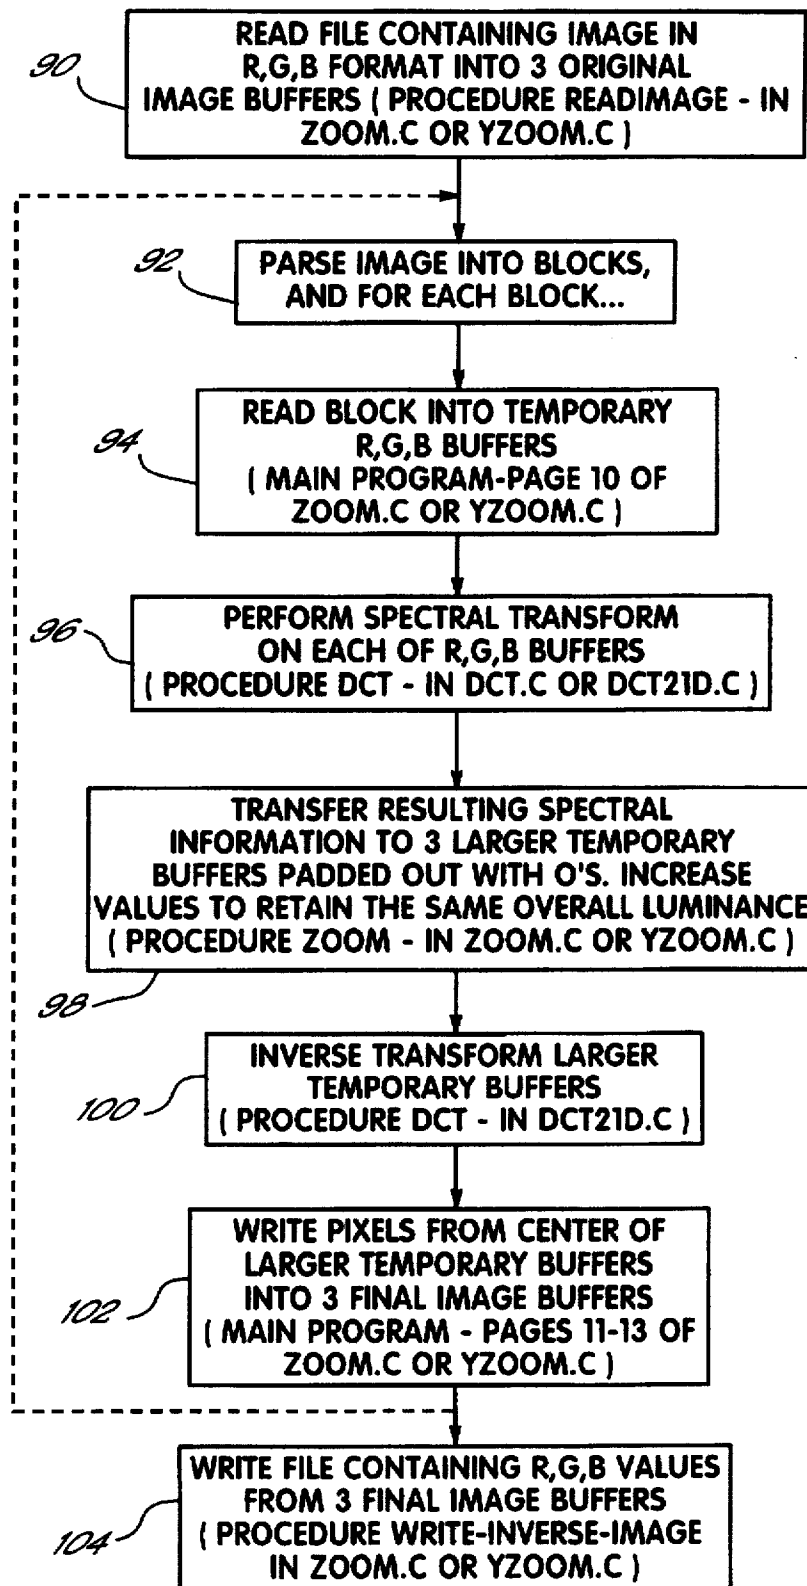 90
READ FILE CONTAINING IMAGE IN
R,G,B FORMAT INTO 3 ORIGINAL
IMAGE BUFFERS ( PROCEDURE READIMAGE - IN
ZOOM.C OR YZOOM.C )
92
PARSE IMAGE INTO BLOCKS,
AND FOR EACH BLOCK...
94
READ BLOCK INTO TEMPORARY
R,G,B BUFFERS
( MAIN PROGRAM-PAGE 10 OF
ZOOM.C OR YZOOM.C )
96
PERFORM SPECTRAL TRANSFORM
ON EACH OF R,G,B BUFFERS
( PROCEDURE DCT - IN DCT.C OR DCT21D.C )
98
TRANSFER RESULTING SPECTRAL
INFORMATION TO 3 LARGER TEMPORARY
BUFFERS PADDED OUT WITH O'S. INCREASE
VALUES TO RETAIN THE SAME OVERALL LUMINANCE
( PROCEDURE ZOOM - IN ZOOM.C OR YZOOM.C )
100
INVERSE TRANSFORM LARGER
TEMPORARY BUFFERS
( PROCEDURE DCT - IN DCT21D.C )
102
WRITE PIXELS FROM CENTER OF
LARGER TEMPORARY BUFFERS
INTO 3 FINAL IMAGE BUFFERS
( MAIN PROGRAM - PAGES 11-13 OF
ZOOM.C OR YZOOM.C )
104
WRITE FILE CONTAINING R,G,B VALUES
FROM 3 FINAL IMAGE BUFFERS
( PROCEDURE WRITE-INVERSE-IMAGE
IN ZOOM.C OR YZOOM.C )